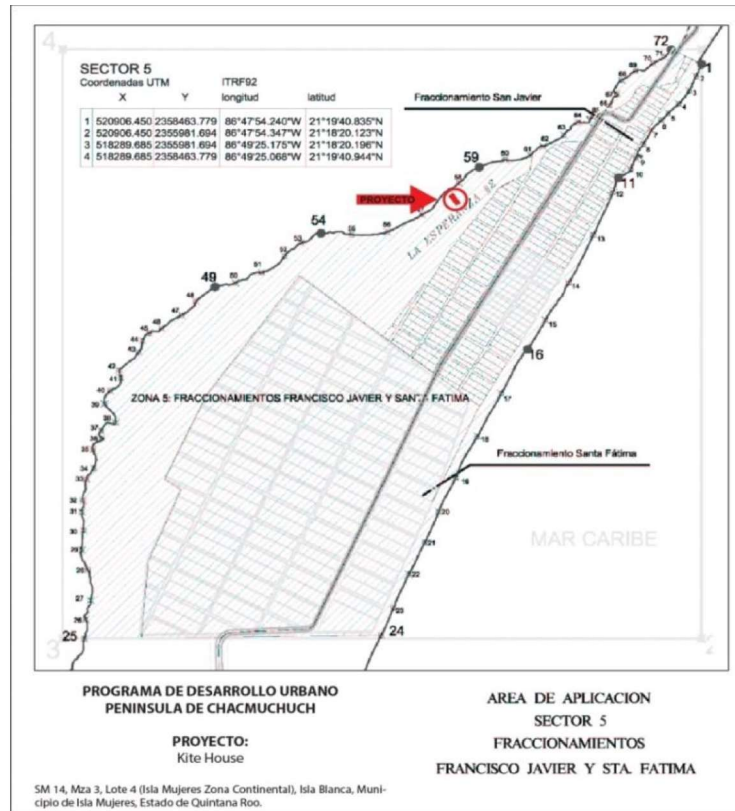 4
72
1
SECTOR 5
Coordenadas UTM ITRF92
X Y longitud latitud
1 520906.450 2358463.779 86°47'54.240"W 21°19'40.835"N
2 520906.450 2355981.694 86°47'54.347"W 21°18'20.123"N
3 518289.685 2355981.694 86°49'25.175"W 21°18'20.196"N
4 518289.685 2358463.779 86°49'25.068"W 21°19'40.944"N
Fraccionamiento San Javier
59
11
PROYECTO
LA ESPERANZA 42
54
49
16
ZONA 5: FRACCIONAMIENTOS FRANCISCO JAVIER Y SANTA FATIMA
Fraccionamiento Santa Fátima
MAR CARIBE
25
24
3
2
PROGRAMA DE DESARROLLO URBANO
PENINSULA DE CHACMUCHUCH
PROYECTO:
Kite House
SM 14, Mza 3, Lote 4 (Isla Mujeres Zona Continental), Isla Blanca, Muni-
cipio de Isla Mujeres, Estado de Quintana Roo.
AREA DE APLICACION
SECTOR 5
FRACCIONAMIENTOS
FRANCISCO JAVIER Y STA. FATIMA